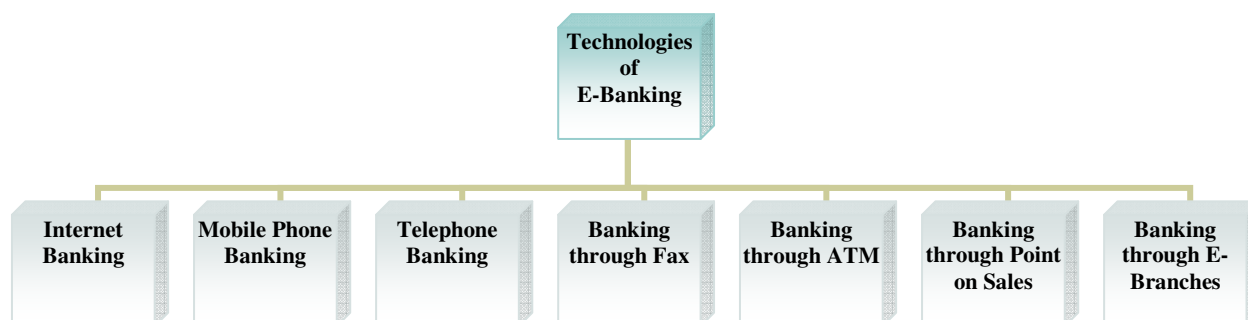 Technologies
of
E-Banking
Internet
Banking
Mobile Phone
Banking
Telephone
Banking
Banking
through Fax
Banking
through ATM
Banking
through Point
on Sales
Banking
through E-
Branches